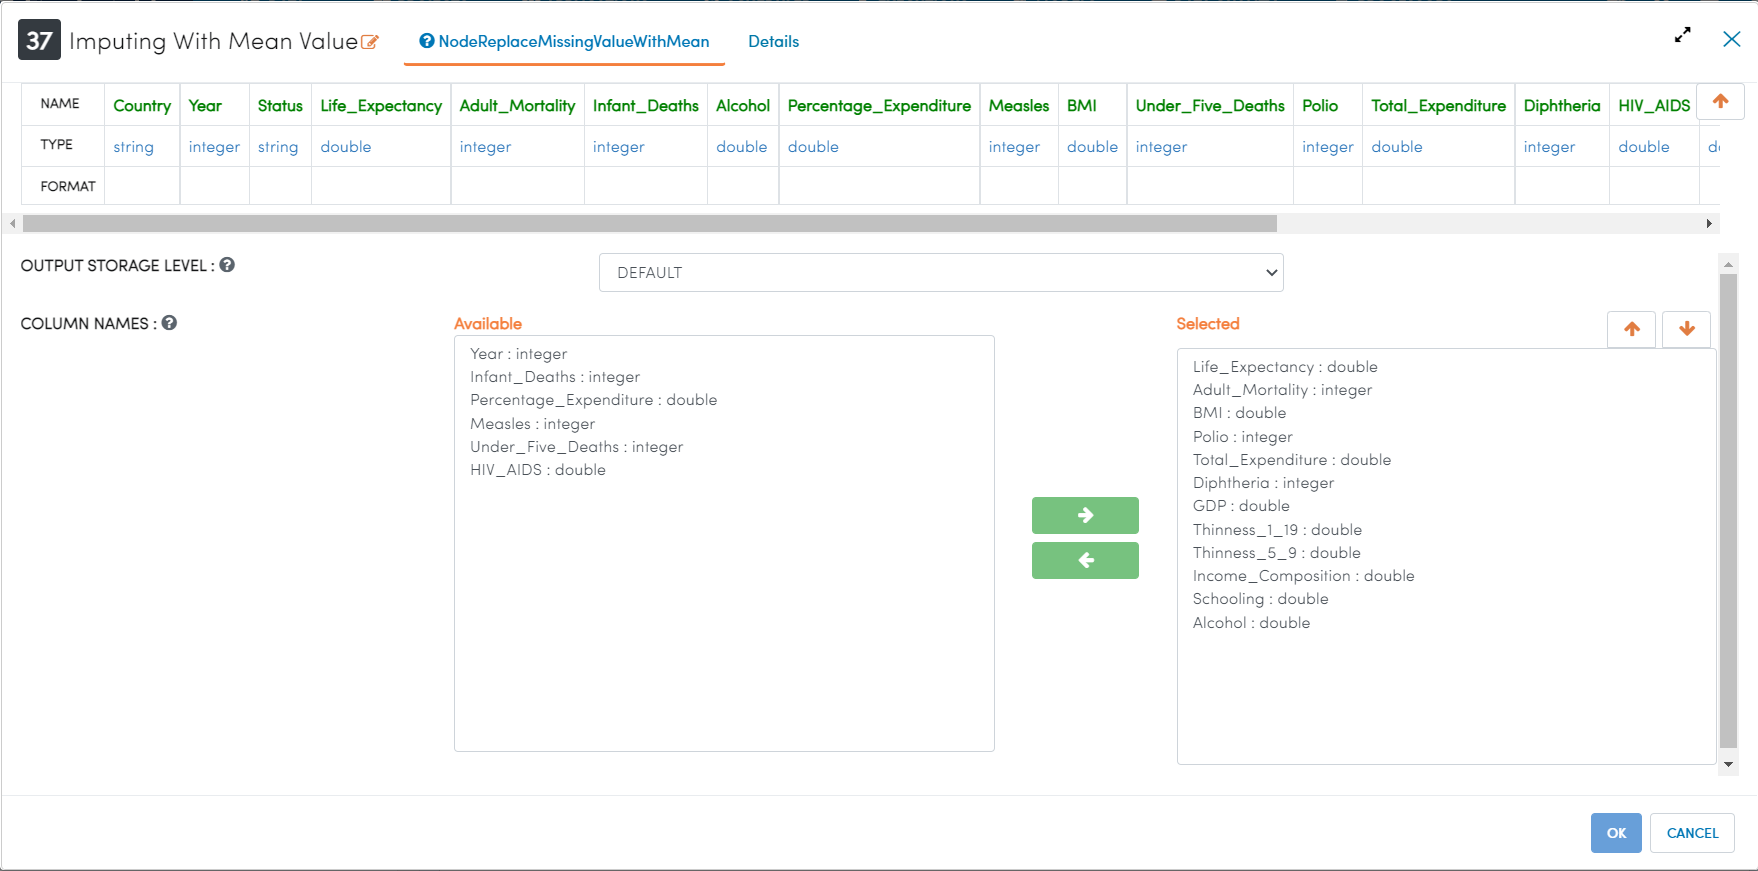 37 Imputing With Mean Value NodeReplaceMissingValueWithMean Details
NAME Country Year Status Life_Expectancy Adult_Mortality Infant_Deaths Alcohol Percentage_Expenditure Measles BMI Under_Five_Deaths Polio Total_Expenditure Diphtheria HIV_AIDS
TYPE string integer string double integer integer double double integer double integer integer double integer double
FORMAT
OUTPUT STORAGE LEVEL : DEFAULT
COLUMN NAMES :
Available
Year : integer
Infant_Deaths : integer
Percentage_Expenditure : double
Measles : integer
Under_Five_Deaths : integer
HIV_AIDS : double
Selected
Life_Expectancy : double
Adult_Mortality : integer
BMI : double
Polio : integer
Total_Expenditure : double
Diphtheria : integer
GDP : double
Thinness_1_19 : double
Thinness_5_9 : double
Income_Composition : double
Schooling : double
Alcohol : double
OK CANCEL